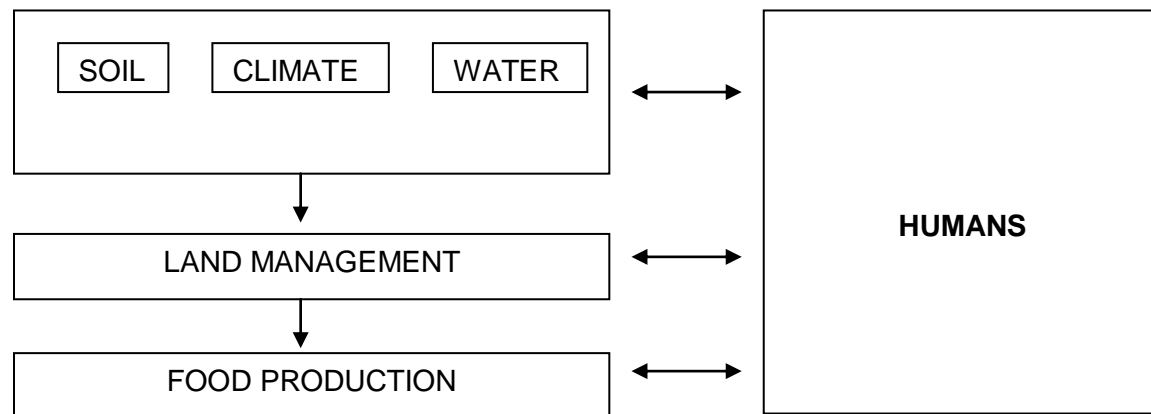 SOIL CLIMATE WATER
HUMANS
LAND MANAGEMENT
FOOD PRODUCTION